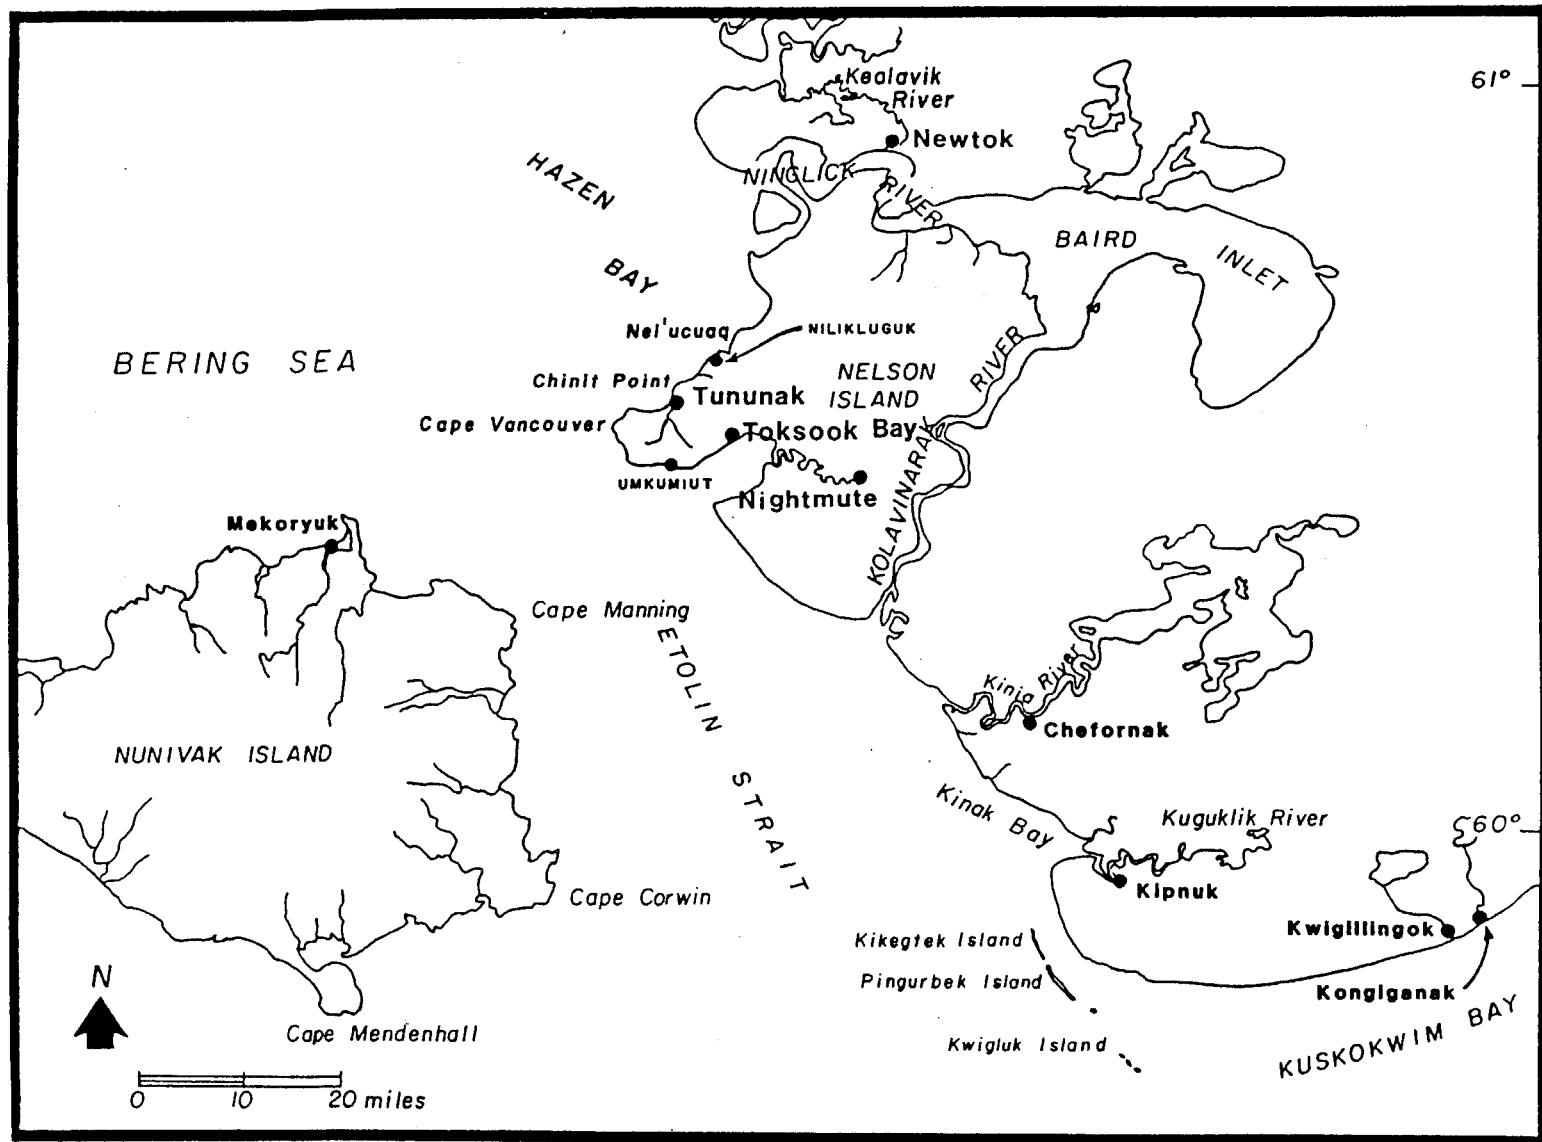 Kealavik
River
61°
Newtok
HAZEN
BAY
NINGLICK
RIVER
BAIRD
INLET
Nel'ucuaq
NILIKLUGUK
BERING SEA
Chinit Point
NELSON
ISLAND
RIVER
Tununak
Cape Vancouver
Toksook Bay
UMKUMIUT
Nightmute
KOLAVINARAK
Mekoryuk
Cape Manning
ETOLIN STRAIT
Kinia River
Chefornak
NUNIVAK ISLAND
Kinak Bay
Kuguklik River
60°
Kipnuk
Cape Corwin
Kwigillingok
Kikegtek Island
Pingurbek Island
Kongiganak
N
Cape Mendenhall
Kwigluk Island
KUSKOKWIM BAY
0 10 20 miles